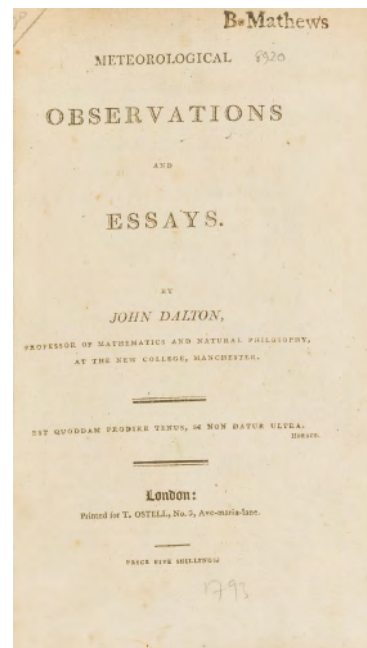 B. Mathews
METEOROLOGICAL 8920
OBSERVATIONS
AND
ESSAYS.
BY
JOHN DALTON,
PROFESSOR OF MATHEMATICS AND NATURAL PHILOSOPHY,
AT THE NEW COLLEGE, MANCHESTER.
EST QUODDAM PRODIRE TENUS, SI NON DATUR ULTRA.
HORACE.
London:
Printed for T. OSTELL, No. 3, Ave-maria-lane.
PRICE FIVE SHILLINGS.
1793